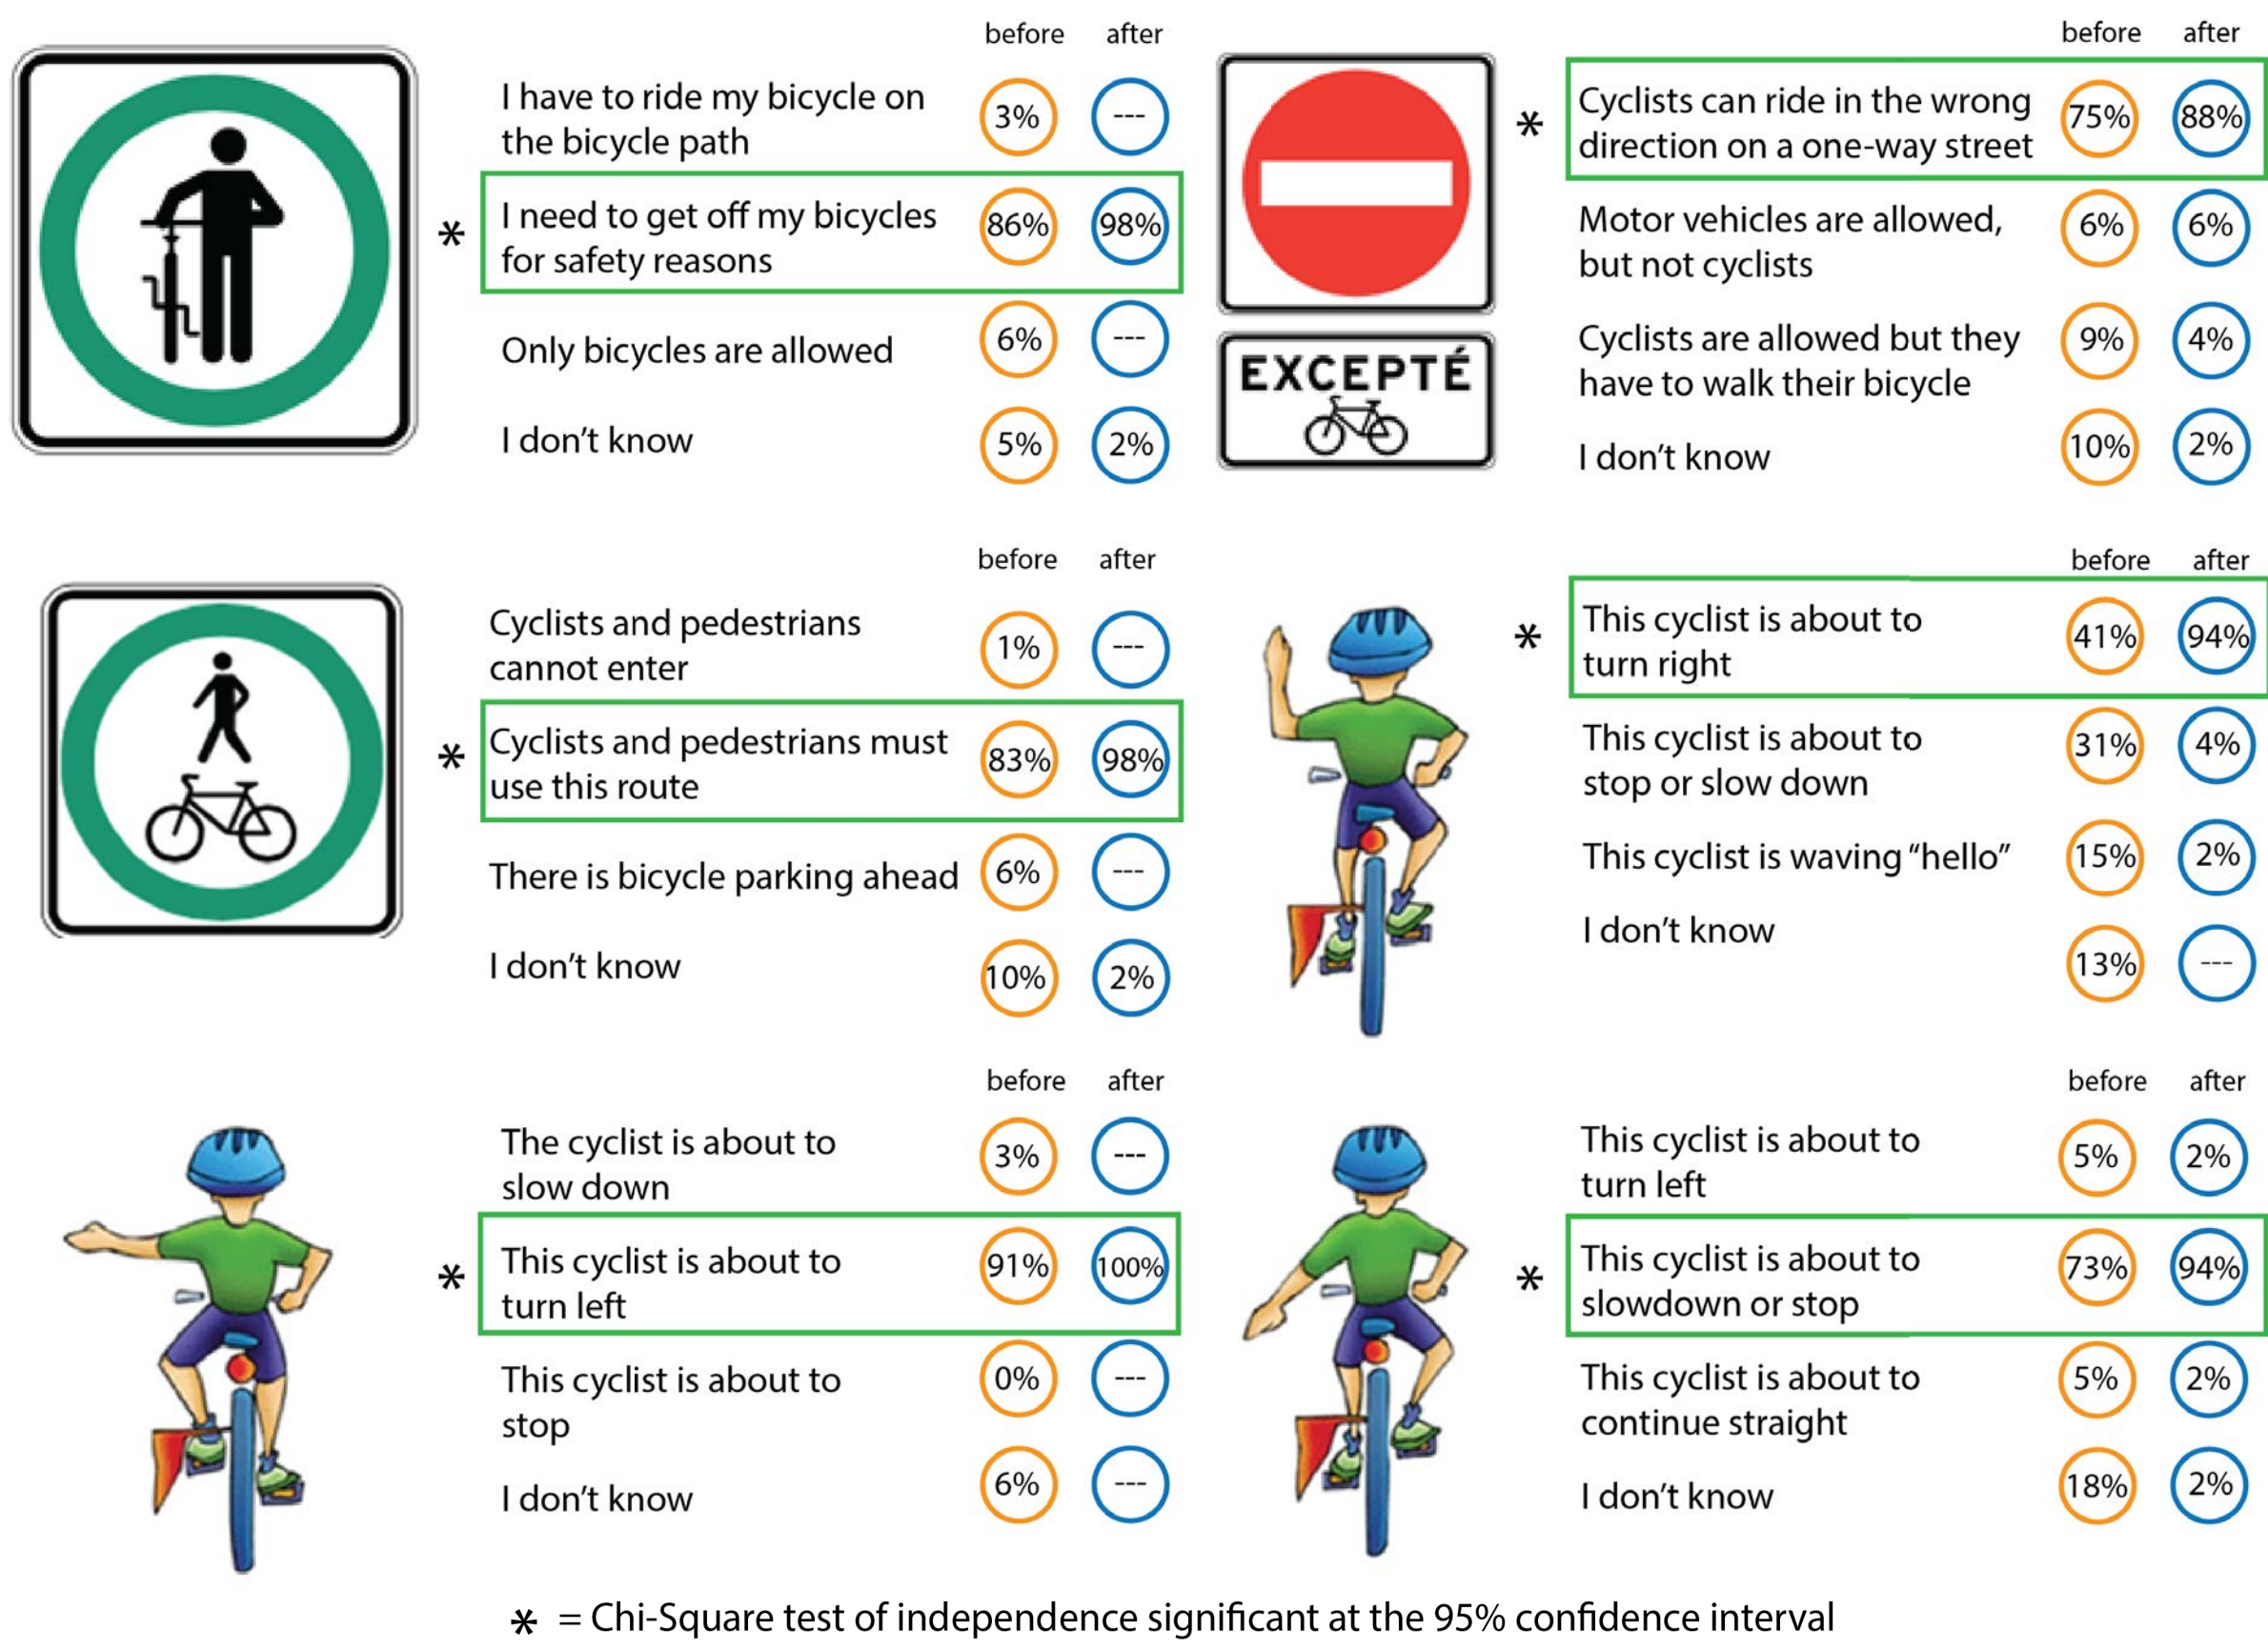 before after
I have to ride my bicycle on
the bicycle path
3% ---
* I need to get off my bicycles
for safety reasons
86% 98%
Only bicycles are allowed
6% ---
I don't know
5% 2%
EXCEPTÉ
before after
* Cyclists can ride in the wrong
direction on a one-way street
75% 88%
Motor vehicles are allowed,
but not cyclists
6% 6%
Cyclists are allowed but they
have to walk their bicycle
9% 4%
I don't know
10% 2%
before after
Cyclists and pedestrians
cannot enter
1% ---
* Cyclists and pedestrians must
use this route
83% 98%
There is bicycle parking ahead
6% ---
I don't know
10% 2%
before after
* This cyclist is about to
turn right
41% 94%
This cyclist is about to
stop or slow down
31% 4%
This cyclist is waving “hello”
15% 2%
I don't know
13% ---
before after
The cyclist is about to
slow down
3% ---
* This cyclist is about to
turn left
91% 100%
This cyclist is about to
stop
0% ---
I don't know
6% ---
before after
This cyclist is about to
turn left
5% 2%
* This cyclist is about to
slowdown or stop
73% 94%
This cyclist is about to
continue straight
5% 2%
I don't know
18% 2%
* = Chi-Square test of independence significant at the 95% confidence interval